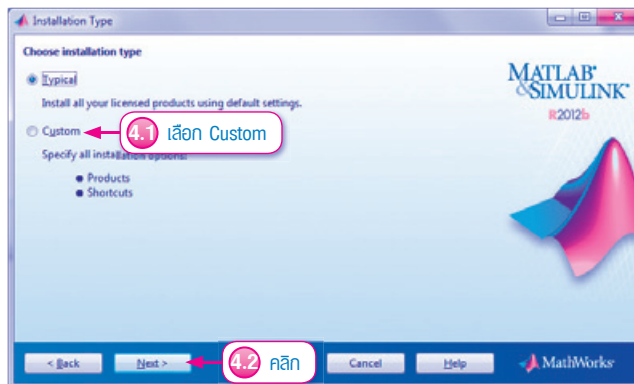 Installation Type
Choose installation type
Typical
Install all your licensed products using default settings.
Custom
4.1 เลือก Custom
Specify all installation options:
Products
Shortcuts
MATLAB®
&SIMULINK®
R2012b
< Back
Next >
4.2 คลิก
Cancel
Help
MathWorks®